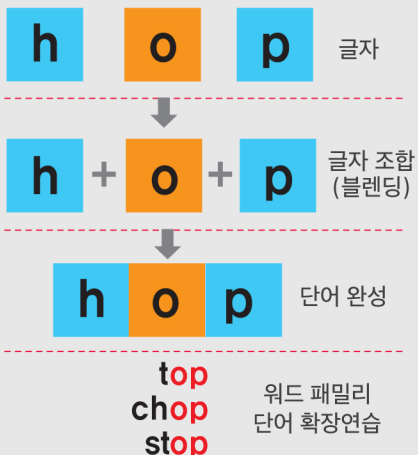 h o p 글자
h + o + p 글자 조합
(블렌딩)
h o p 단어 완성
top
chop
stop
워드 패밀리
단어 확장연습